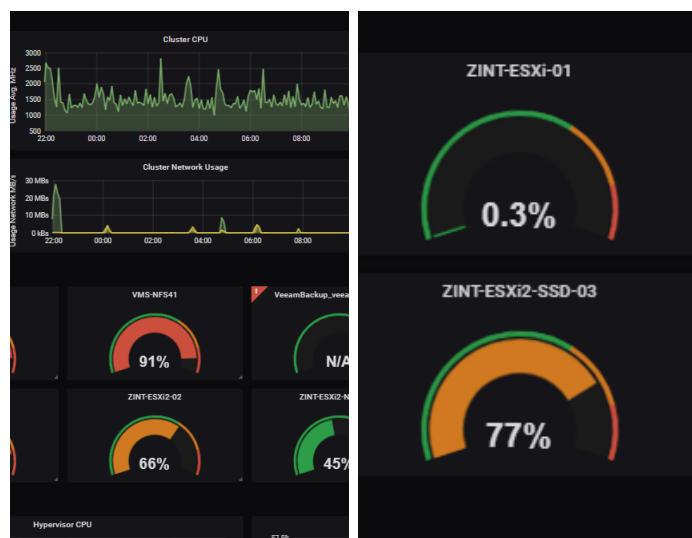 Cluster CPU
Usage Avg. MHz
3000
2500
2000
1500
1000
500
22:00 00:00 02:00 04:00 06:00 08:00
Cluster Network Usage
Usage Network MB/s
30 MBs
20 MBs
10 MBs
0 kBs
22:00 00:00 02:00 04:00 06:00 08:00
VMS-NFS41
91%
!
VeeamBackup_veea
N/A
ZINT-ESXi2-02
66%
ZINT-ESXi2-N
45%
Hypervisor CPU
ZINT-ESXi-01
0.3%
ZINT-ESXi2-SSD-03
77%